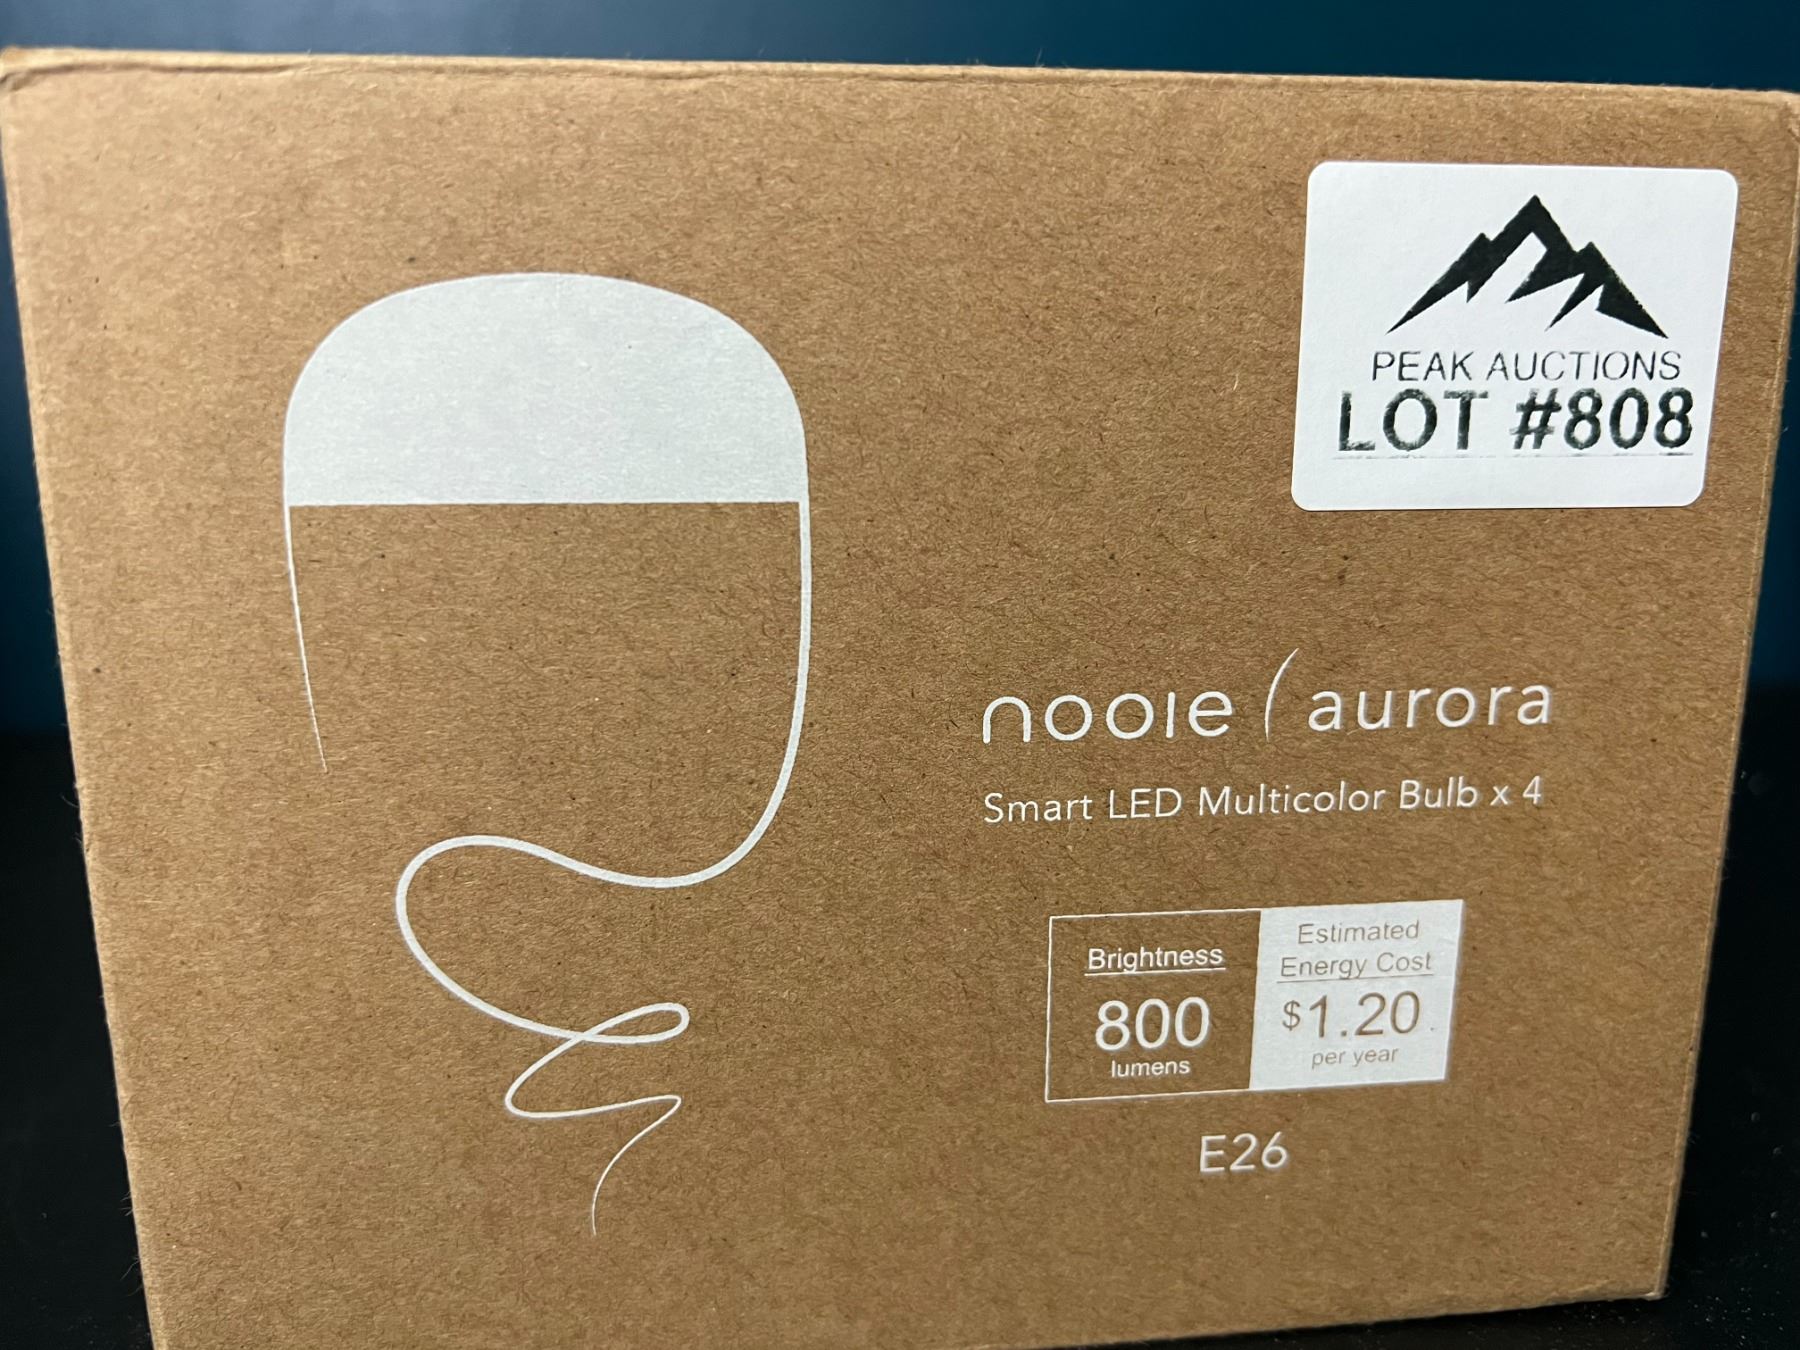 PEAK AUCTIONS
LOT #808
nooie ( aurora
Smart LED Multicolor Bulb x 4
Brightness
800
lumens
Estimated
Energy Cost
$1.20
per year
E26